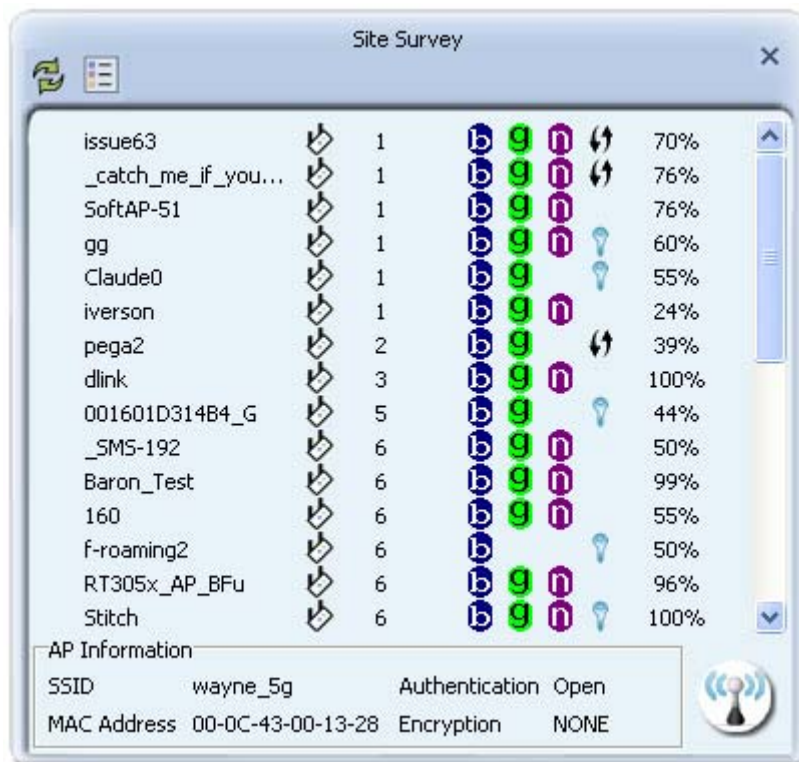 Site Survey
issue63 1 b g n 70%
_catch_me_if_you... 1 b g n 76%
SoftAP-51 1 b g n 76%
gg 1 b g n 60%
Claude0 1 b g 55%
iverson 1 b g n 24%
pega2 2 b g 39%
dlink 3 b g n 100%
001601D314B4_G 5 b g 44%
_SMS-192 6 b g n 50%
Baron_Test 6 b g n 99%
160 6 b g n 55%
f-roaming2 6 b 50%
RT305x_AP_BFu 6 b g n 96%
Stitch 6 b g n 100%
AP Information
SSID wayne_5g Authentication Open
MAC Address 00-0C-43-00-13-28 Encryption NONE